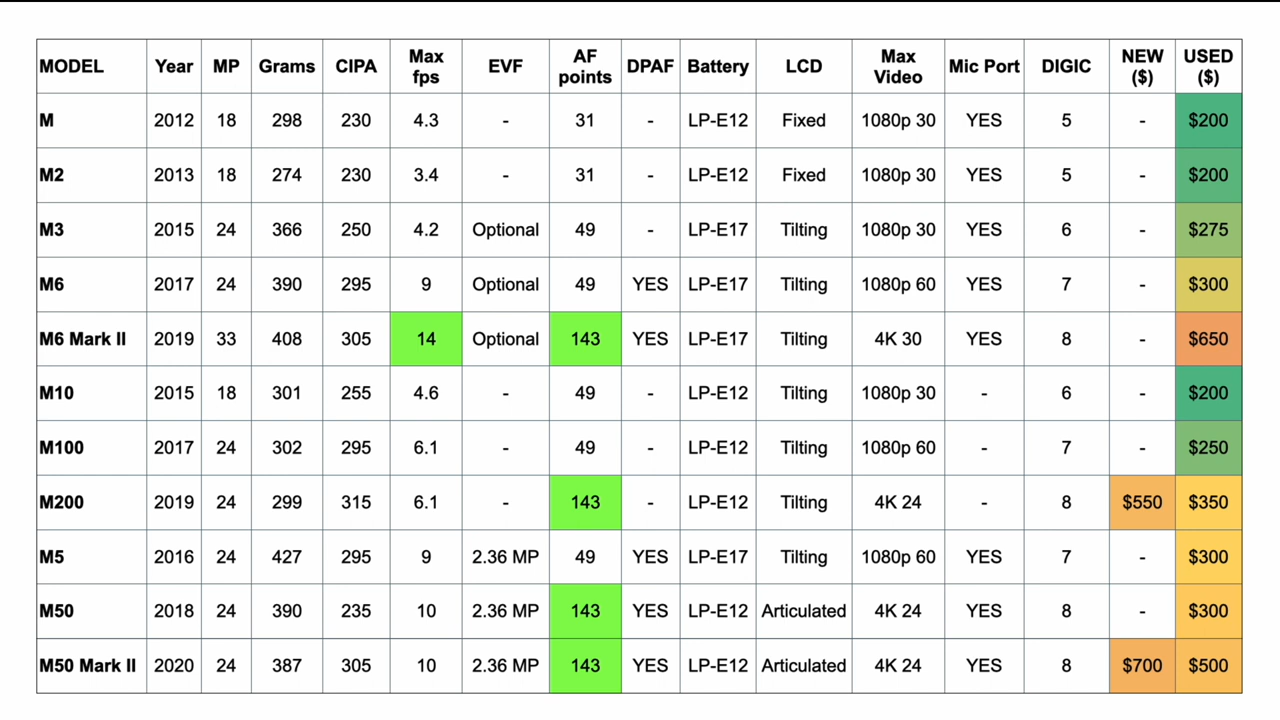 MODEL Year MP Grams CIPA Max fps EVF AF points DPAF Battery LCD Max Video Mic Port DIGIC NEW ($) USED ($)
M 2012 18 298 230 4.3 - 31 - LP-E12 Fixed 1080p 30 YES 5 - $200
M2 2013 18 274 230 3.4 - 31 - LP-E12 Fixed 1080p 30 YES 5 - $200
M3 2015 24 366 250 4.2 Optional 49 - LP-E17 Tilting 1080p 30 YES 6 - $275
M6 2017 24 390 295 9 Optional 49 YES LP-E17 Tilting 1080p 60 YES 7 - $300
M6 Mark II 2019 33 408 305 14 Optional 143 YES LP-E17 Tilting 4K 30 YES 8 - $650
M10 2015 18 301 255 4.6 - 49 - LP-E12 Tilting 1080p 30 - 6 - $200
M100 2017 24 302 295 6.1 - 49 - LP-E12 Tilting 1080p 60 - 7 - $250
M200 2019 24 299 315 6.1 - 143 - LP-E12 Tilting 4K 24 - 8 $550 $350
M5 2016 24 427 295 9 2.36 MP 49 YES LP-E17 Tilting 1080p 60 YES 7 - $300
M50 2018 24 390 235 10 2.36 MP 143 YES LP-E12 Articulated 4K 24 YES 8 - $300
M50 Mark II 2020 24 387 305 10 2.36 MP 143 YES LP-E12 Articulated 4K 24 YES 8 $700 $500